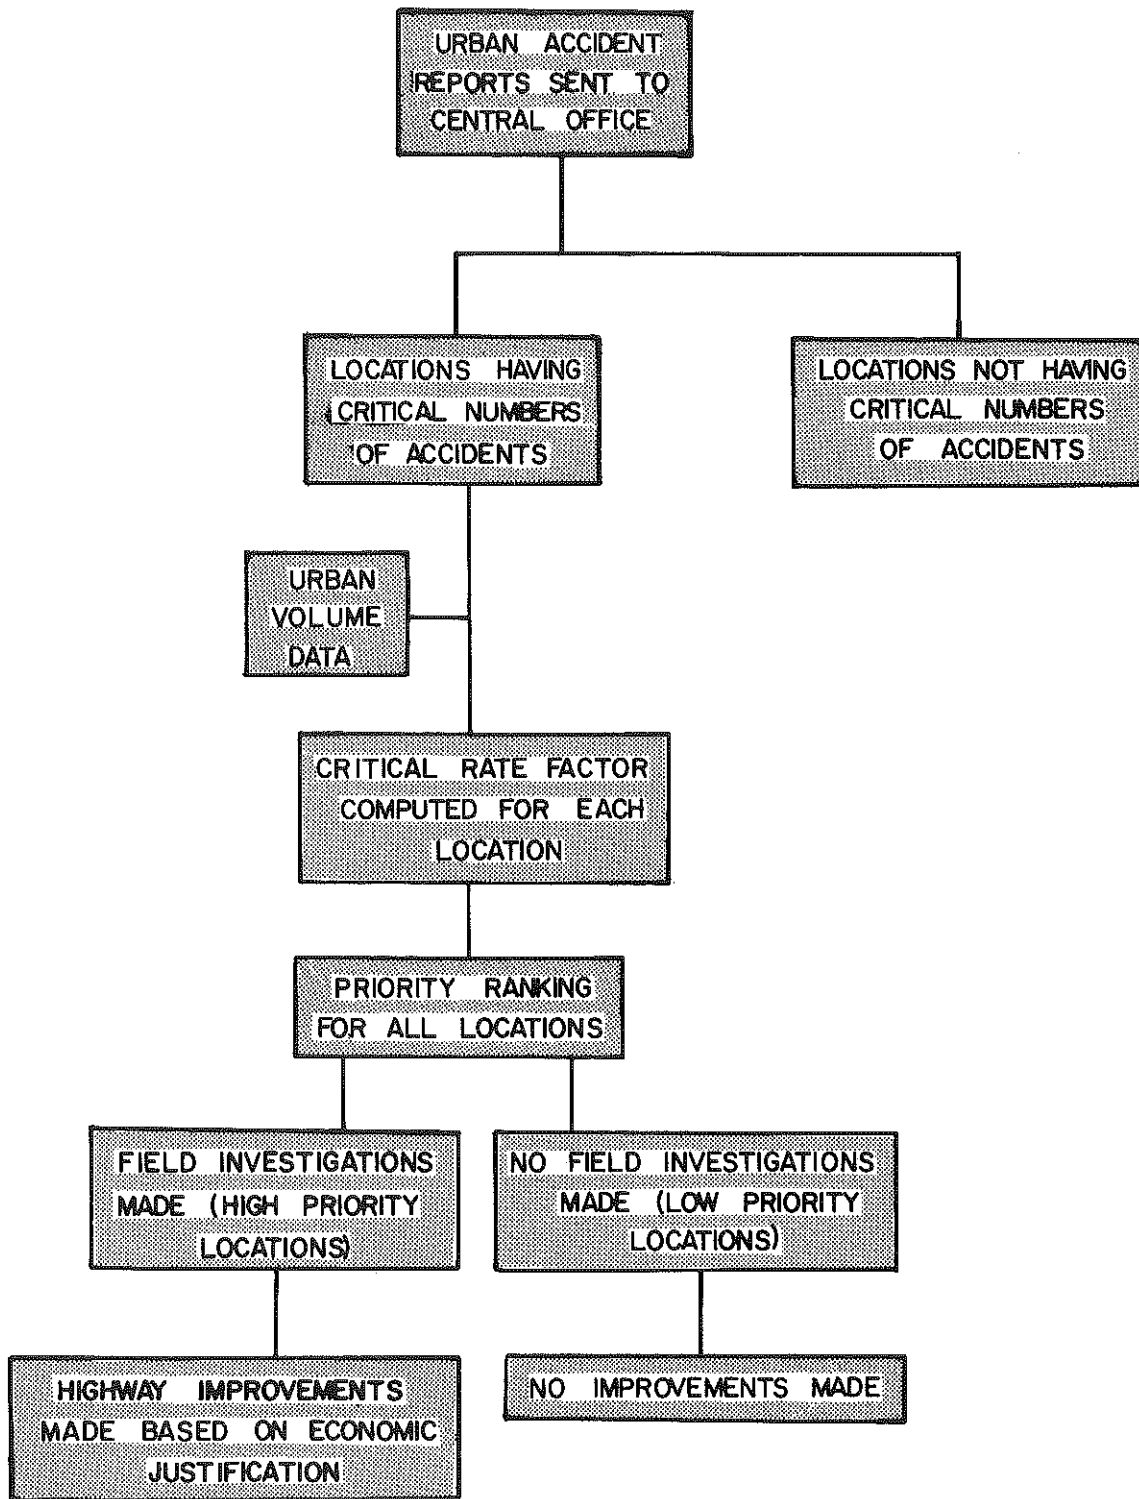 URBAN ACCIDENT
REPORTS SENT TO
CENTRAL OFFICE
LOCATIONS HAVING
CRITICAL NUMBERS
OF ACCIDENTS
LOCATIONS NOT HAVING
CRITICAL NUMBERS
OF ACCIDENTS
URBAN
VOLUME
DATA
CRITICAL RATE FACTOR
COMPUTED FOR EACH
LOCATION
PRIORITY RANKING
FOR ALL LOCATIONS
FIELD INVESTIGATIONS
MADE (HIGH PRIORITY
LOCATIONS)
NO FIELD INVESTIGATIONS
MADE (LOW PRIORITY
LOCATIONS)
HIGHWAY IMPROVEMENTS
MADE BASED ON ECONOMIC
JUSTIFICATION
NO IMPROVEMENTS MADE